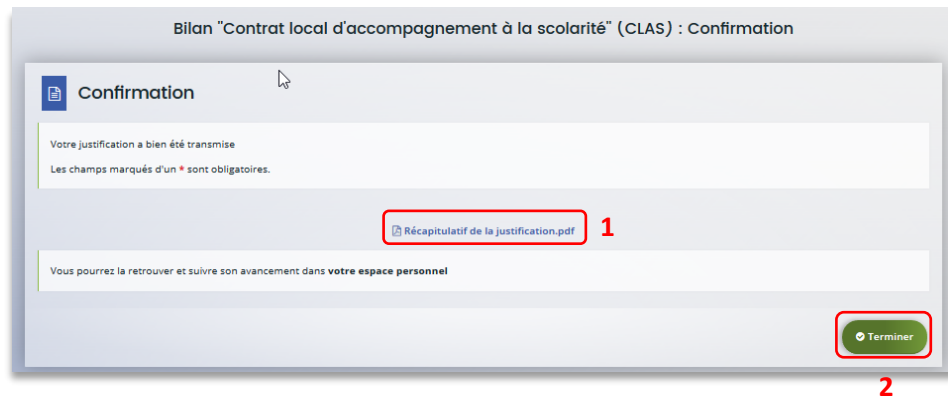 Bilan "Contrat local d'accompagnement à la scolarité" (CLAS) : Confirmation
Confirmation
Votre justification a bien été transmise
Les champs marqués d'un * sont obligatoires.
Récapitulatif de la justification.pdf 1
Vous pourrez la retrouver et suivre son avancement dans votre espace personnel
Terminer
2